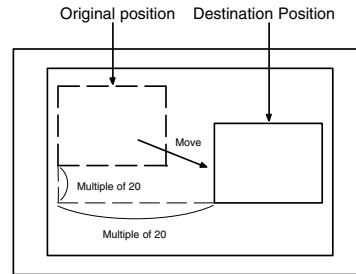 Original position
Destination Position
Move
Multiple of 20
Multiple of 20